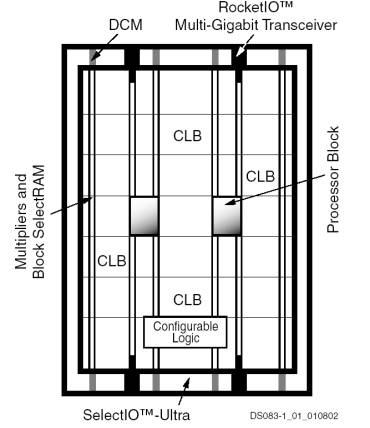 RocketIO™
DCM
Multi-Gigabit Transceiver
CLB
CLB
Multipliers and
Block SelectRAM
Processor Block
CLB
CLB
Configurable
Logic
SelectIO™-Ultra
DS083-1_01_010802